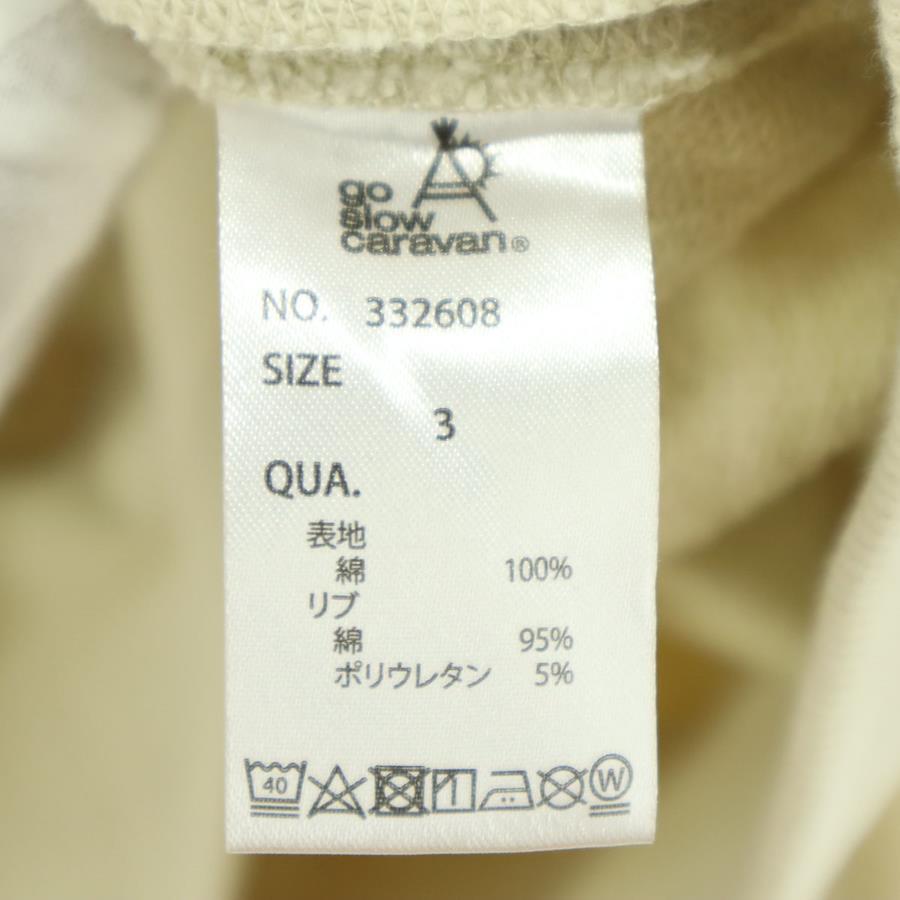 go
slow
caravan®
NO. 332608
SIZE
3
QUA.
表地
綿 100%
リブ
綿 95%
ポリウレタン 5%
40
W